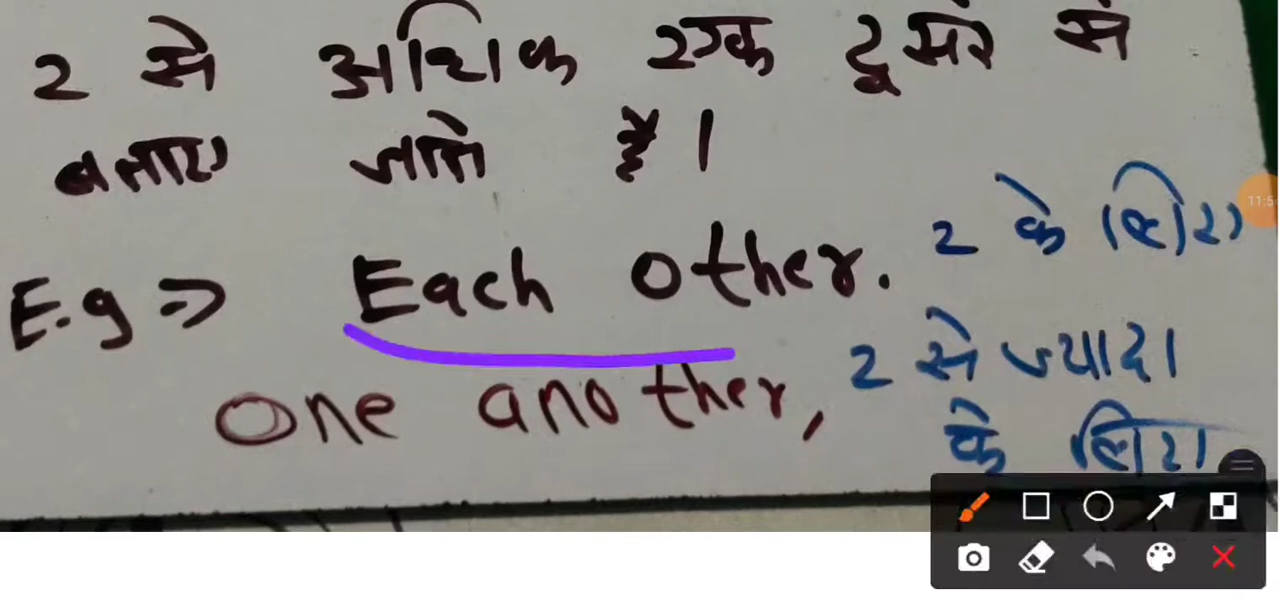 2 से अधिक एक दूसरे से
बताए जाते हैं।
E.g ⇒ Each other. 2 के लिए
One another, 2 से ज्यादा
के लिए